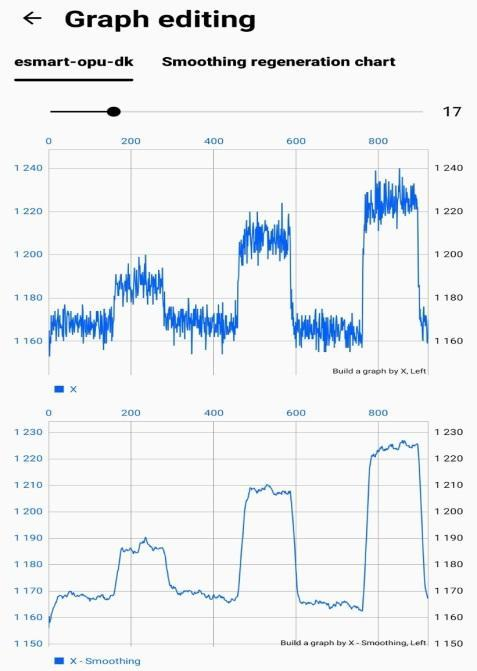 Graph editing
esmart-opu-dk Smoothing regeneration chart
17
0 200 400 600 800
1 240 1 240
1 220 1 220
1 200 1 200
1 180 1 180
1 160 1 160
Build a graph by X, Left
X
0 200 400 600 800
1 230 1 230
1 220 1 220
1 210 1 210
1 200 1 200
1 190 1 190
1 180 1 180
1 170 1 170
1 160 1 160
1 150 1 150
Build a graph by X - Smoothing, Left
X - Smoothing